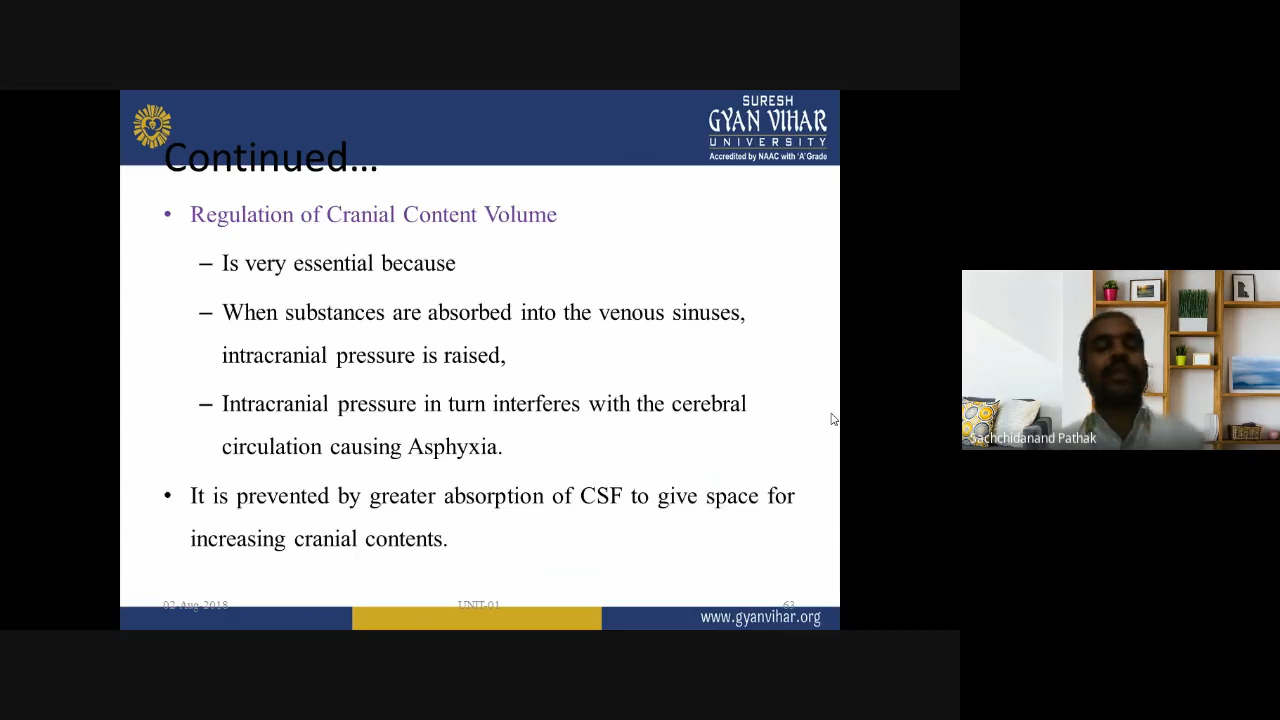 SURESH
GYAN VIHAR
UNIVERSITY
Accredited by NAAC with 'A' Grade
Continued...
• Regulation of Cranial Content Volume
– Is very essential because
– When substances are absorbed into the venous sinuses,
intracranial pressure is raised,
– Intracranial pressure in turn interferes with the cerebral
circulation causing Asphyxia.
• It is prevented by greater absorption of CSF to give space for
increasing cranial contents.
02-Aug-2018 UNIT-01 63
www.gyanvihar.org
Sachchidanand Pathak